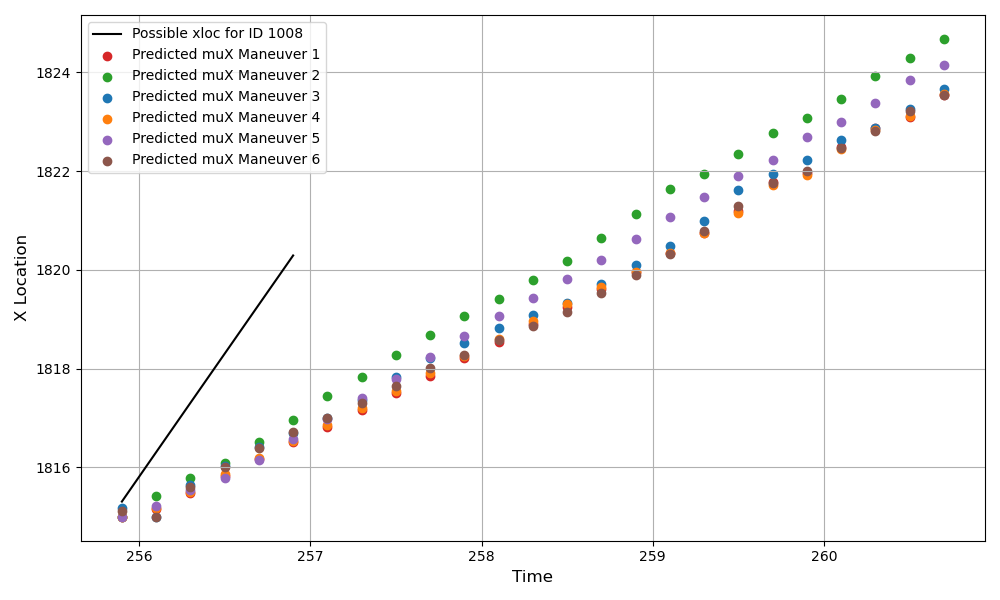 Possible xloc for ID 1008
Predicted muX Maneuver 1
Predicted muX Maneuver 2
Predicted muX Maneuver 3
Predicted muX Maneuver 4
Predicted muX Maneuver 5
Predicted muX Maneuver 6
1824
1822
1820
1818
1816
X Location
256 257 258 259 260
Time